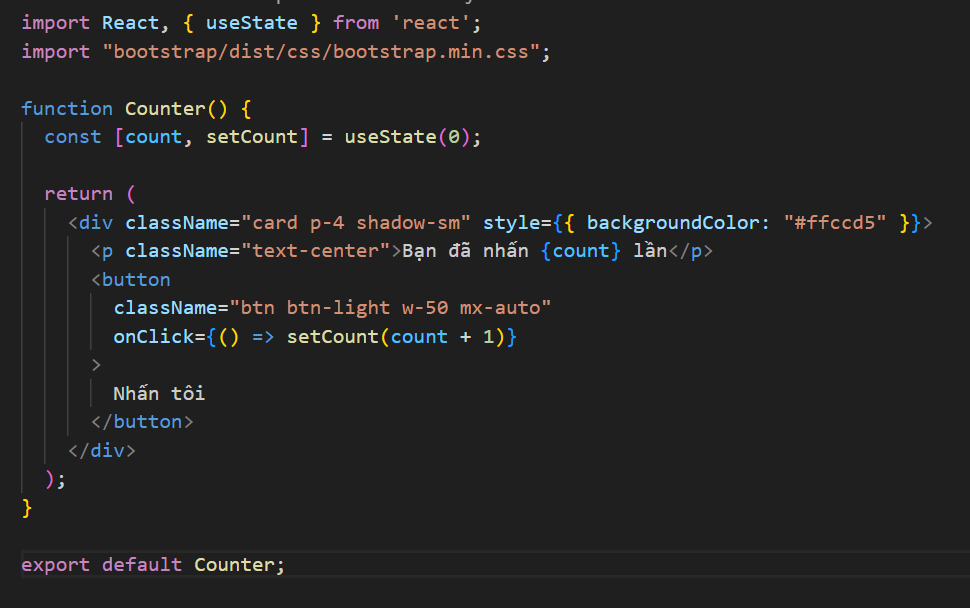 import React, { useState } from 'react';
import "bootstrap/dist/css/bootstrap.min.css";
function Counter() {
const [count, setCount] = useState(0);
return (
<div className="card p-4 shadow-sm" style={{ backgroundColor: "#ffccd5" }}>
<p className="text-center">Bạn đã nhấn {count} lần</p>
<button
className="btn btn-light w-50 mx-auto"
onClick={() => setCount(count + 1)}
>
Nhấn tôi
</button>
</div>
);
}
export default Counter;